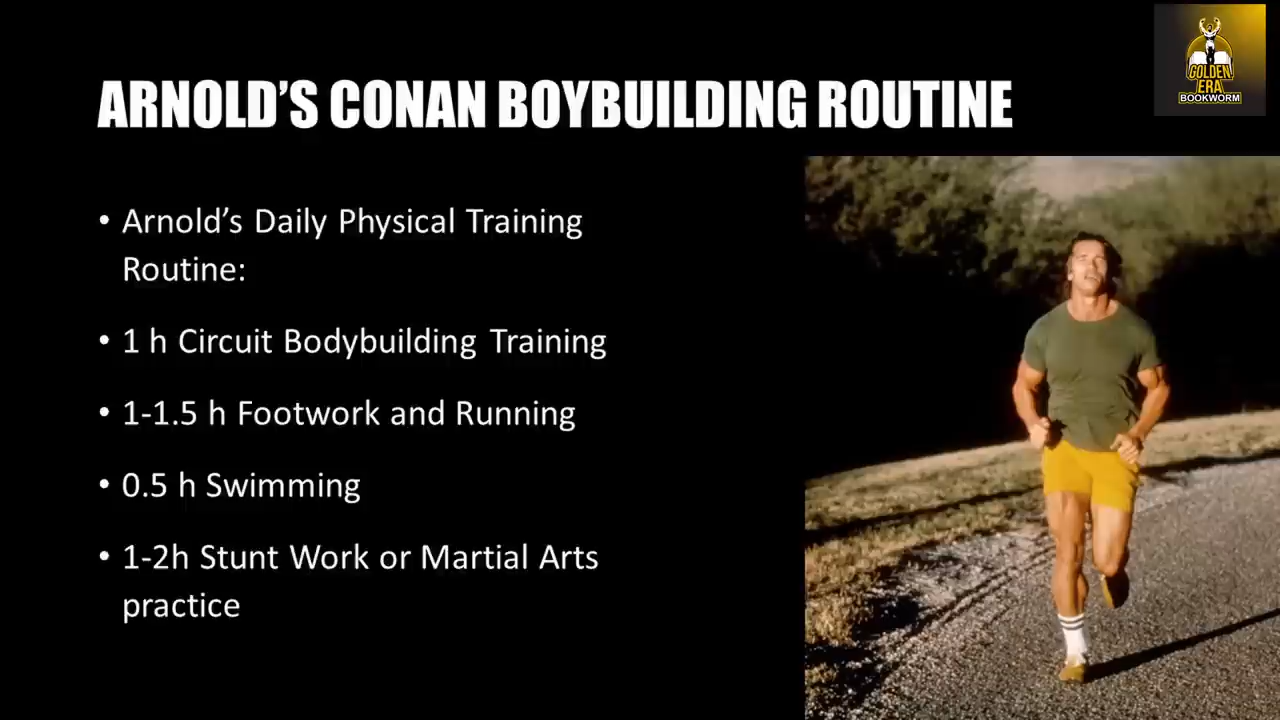 GOLDEN
ERA
BOOKWORM
ARNOLD'S CONAN BOYBUILDING ROUTINE
• Arnold's Daily Physical Training
Routine:
• 1 h Circuit Bodybuilding Training
• 1-1.5 h Footwork and Running
• 0.5 h Swimming
• 1-2h Stunt Work or Martial Arts
practice